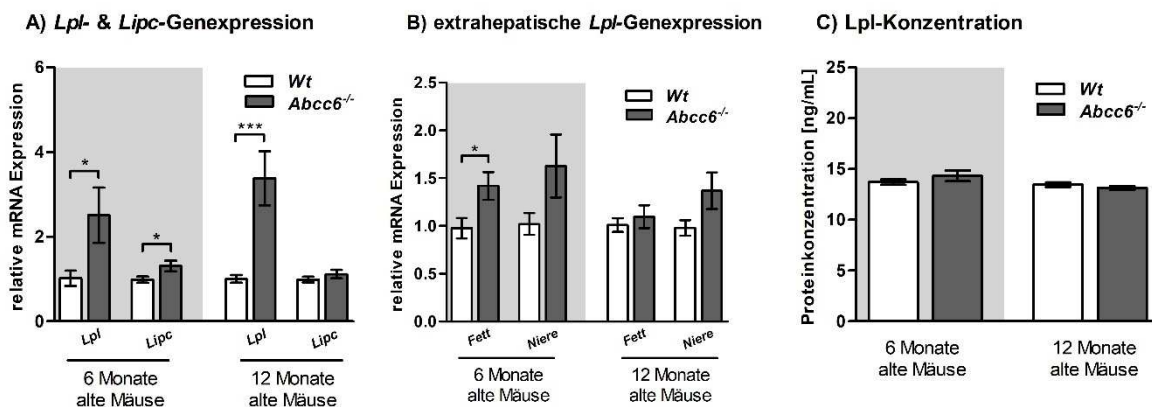 A) Lpl- & Lipc-Genexpression
relative mRNA Expression
6
4
2
1
0
Wt
Abcc6-/-
*
*
***
Lpl
Lipc
Lpl
Lipc
6 Monate
alte Mäuse
12 Monate
alte Mäuse
B) extrahepatische Lpl-Genexpression
relative mRNA Expression
2.5
2.0
1.5
1.0
0.5
0.0
Wt
Abcc6-/-
*
Fett
Niere
Fett
Niere
6 Monate
alte Mäuse
12 Monate
alte Mäuse
C) Lpl-Konzentration
Proteinkonzentration [ng/mL]
25
20
15
10
5
0
Wt
Abcc6-/-
6 Monate
alte Mäuse
12 Monate
alte Mäuse